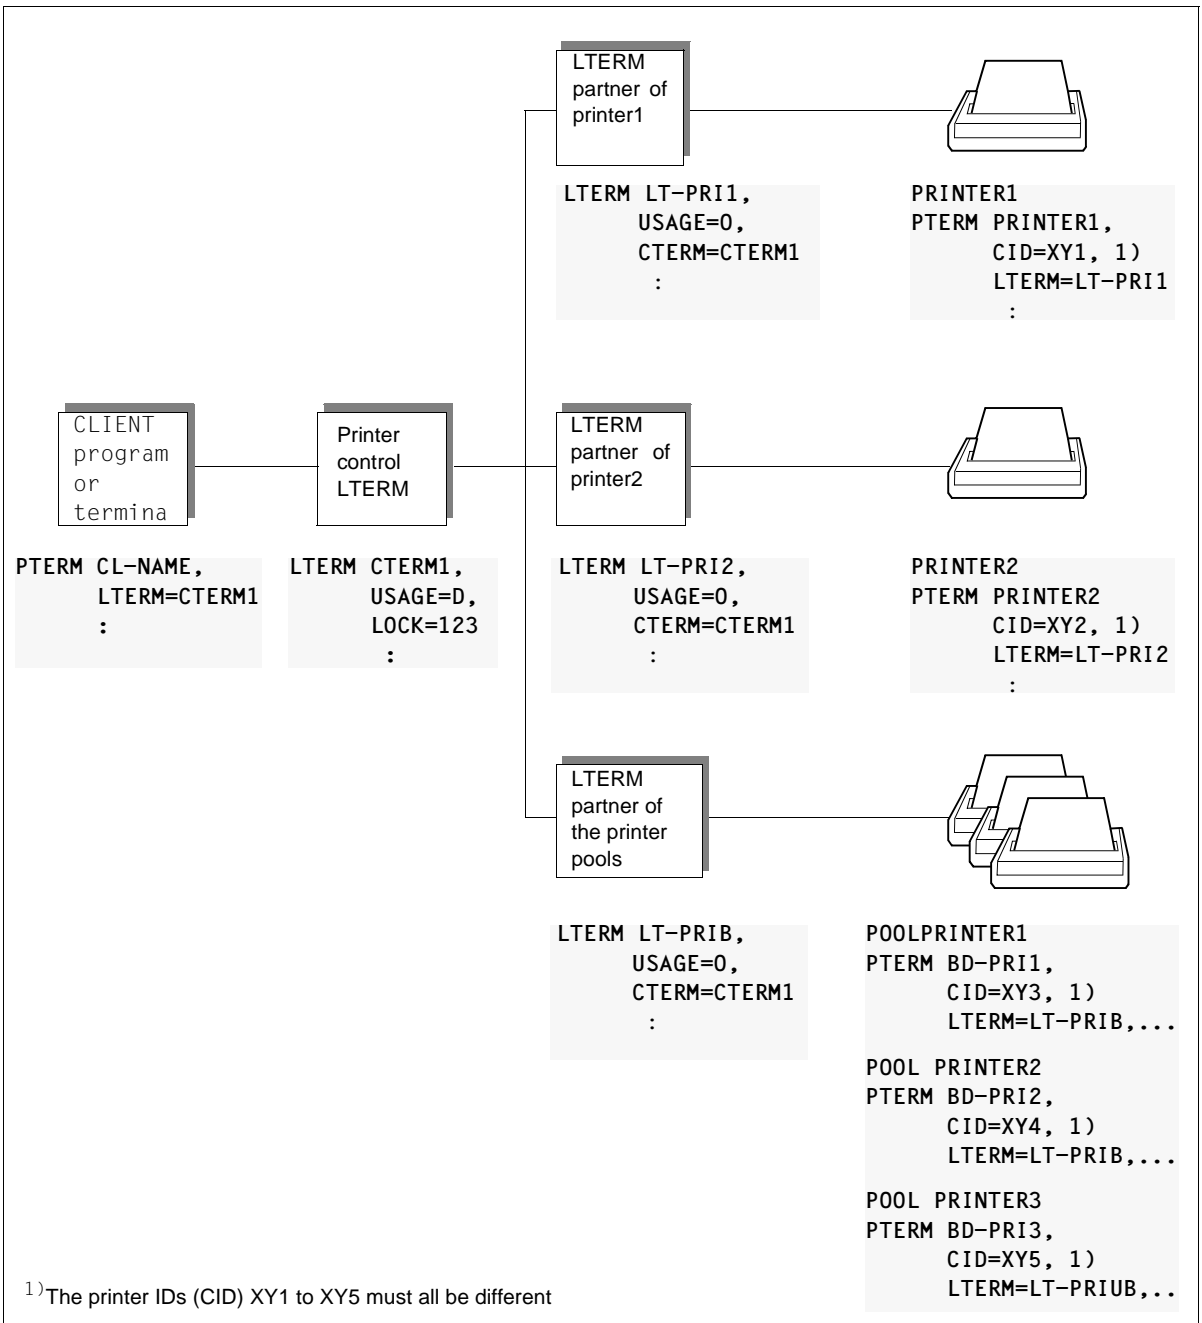 LTERM
partner of
printer1
LTERM LT-PRI1,
USAGE=O,
CTERM=CTERM1
:
PRINTER1
PTERM PRINTER1,
CID=XY1, 1)
LTERM=LT-PRI1
:
CLIENT
program
or
termina
PTERM CL-NAME,
LTERM=CTERM1
:
Printer
control
LTERM
LTERM CTERM1,
USAGE=D,
LOCK=123
:
LTERM
partner of
printer2
LTERM LT-PRI2,
USAGE=O,
CTERM=CTERM1
:
PRINTER2
PTERM PRINTER2
CID=XY2, 1)
LTERM=LT-PRI2
:
LTERM
partner of
the printer
pools
LTERM LT-PRIB,
USAGE=O,
CTERM=CTERM1
:
POOLPRINTER1
PTERM BD-PRI1,
CID=XY3, 1)
LTERM=LT-PRIB,...
POOL PRINTER2
PTERM BD-PRI2,
CID=XY4, 1)
LTERM=LT-PRIB,...
POOL PRINTER3
PTERM BD-PRI3,
CID=XY5, 1)
LTERM=LT-PRIUB,..
1)The printer IDs (CID) XY1 to XY5 must all be different